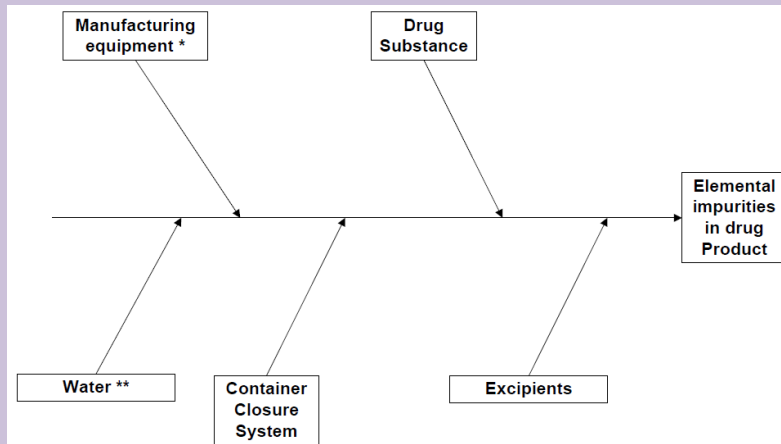 Manufacturing
equipment *
Drug
Substance
Elemental
impurities
in drug
Product
Water **
Container
Closure
System
Excipients